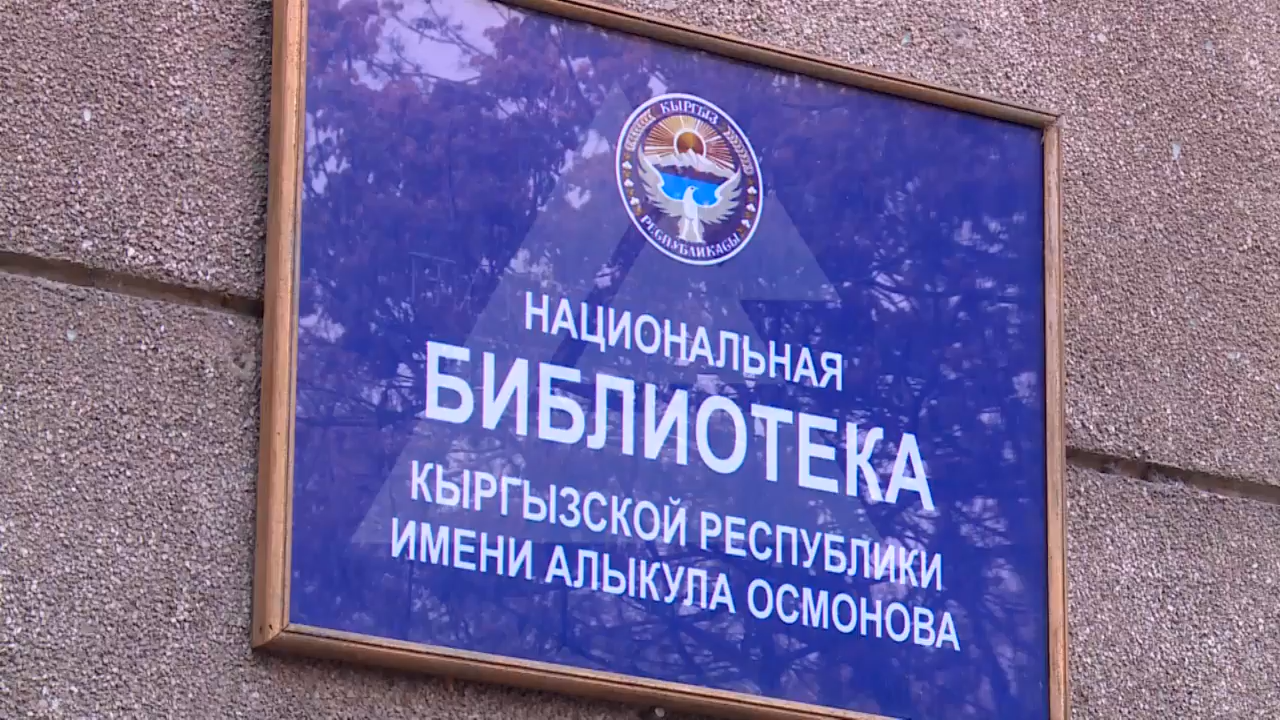 КЫРГЫЗ
РЕСПУБЛИКАСЫ
НАЦИОНАЛЬНАЯ
БИБЛИОТЕКА
КЫРГЫЗСКОЙ РЕСПУБЛИКИ
ИМЕНИ АЛЫКУЛА ОСМОНОВА